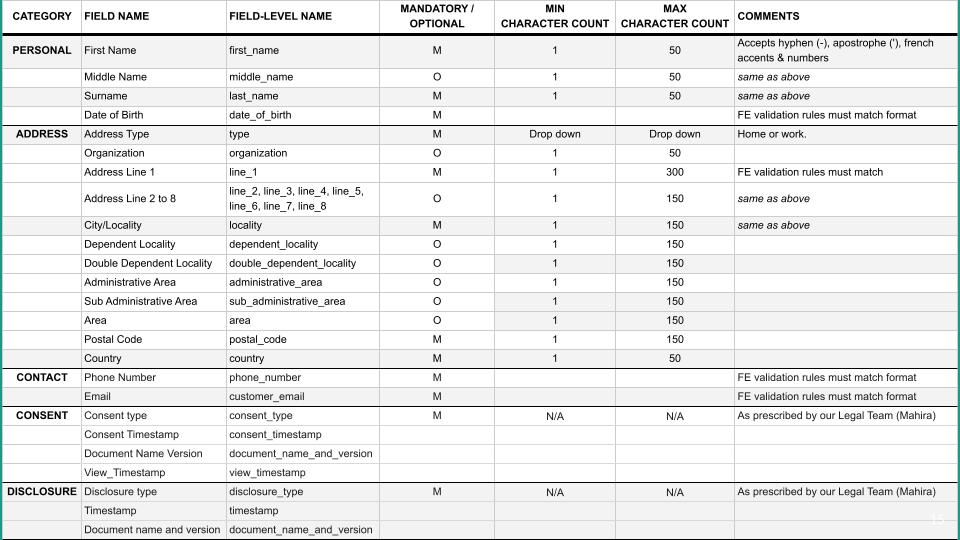 CATEGORY FIELD NAME FIELD-LEVEL NAME MANDATORY / OPTIONAL MIN CHARACTER COUNT MAX CHARACTER COUNT COMMENTS
PERSONAL First Name first_name M 1 50 Accepts hyphen (-), apostrophe ('), french accents & numbers
Middle Name middle_name O 1 50 same as above
Surname last_name M 1 50 same as above
Date of Birth date_of_birth M FE validation rules must match format
ADDRESS Address Type type M Drop down Drop down Home or work.
Organization organization O 1 50
Address Line 1 line_1 M 1 300 FE validation rules must match
Address Line 2 to 8 line_2, line_3, line_4, line_5, line_6, line_7, line_8 O 1 150 same as above
City/Locality locality M 1 150 same as above
Dependent Locality dependent_locality O 1 150
Double Dependent Locality double_dependent_locality O 1 150
Administrative Area administrative_area O 1 150
Sub Administrative Area sub_administrative_area O 1 150
Area area O 1 150
Postal Code postal_code M 1 150
Country country M 1 50
CONTACT Phone Number phone_number M FE validation rules must match format
Email customer_email M FE validation rules must match format
CONSENT Consent type consent_type M N/A N/A As prescribed by our Legal Team (Mahira)
Consent Timestamp consent_timestamp
Document Name Version document_name_and_version
View_Timestamp view_timestamp
DISCLOSURE Disclosure type disclosure_type M N/A N/A As prescribed by our Legal Team (Mahira)
Timestamp timestamp
15
Document name and version document_name_and_version